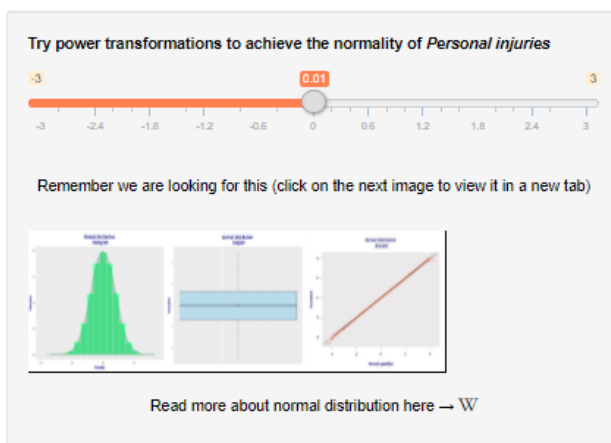 Try power transformations to achieve the normality of Personal injuries
-3 0.01 3
-3 -2.4 -1.8 -1.2 -0.6 0 0.6 1.2 1.8 2.4 3
Remember we are looking for this (click on the next image to view it in a new tab)
Read more about normal distribution here → W